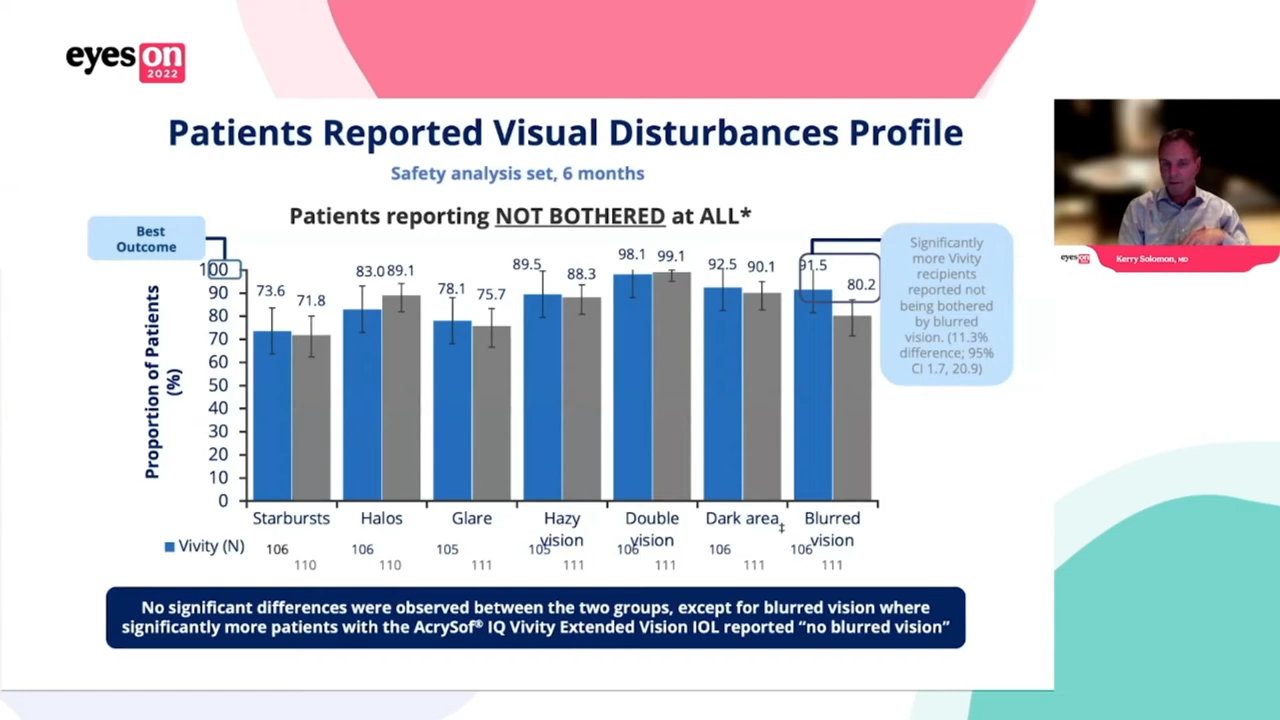 eyes on
2022
Patients Reported Visual Disturbances Profile
Safety analysis set, 6 months
Patients reporting NOT BOTHERED at ALL*
Best
Outcome
Proportion of Patients
(%)
100
90
80
70
60
50
40
30
20
10
0
73.6
71.8
83.0
89.1
78.1
75.7
89.5
88.3
98.1
99.1
92.5
90.1
91.5
80.2
Significantly
more Vivity
recipients
reported not
being bothered
by blurred
vision. (11.3%
difference; 95%
CI 1.7, 20.9)
Starbursts
Halos
Glare
Hazy
vision
Double
vision
Dark area‡
Blurred
vision
Vivity (N) 106 106 105 105 106 106 106
110 110 111 111 111 111 111
No significant differences were observed between the two groups, except for blurred vision where
significantly more patients with the AcrySof® IQ Vivity Extended Vision IOL reported “no blurred vision”
eyes on
Kerry Solomon, MD